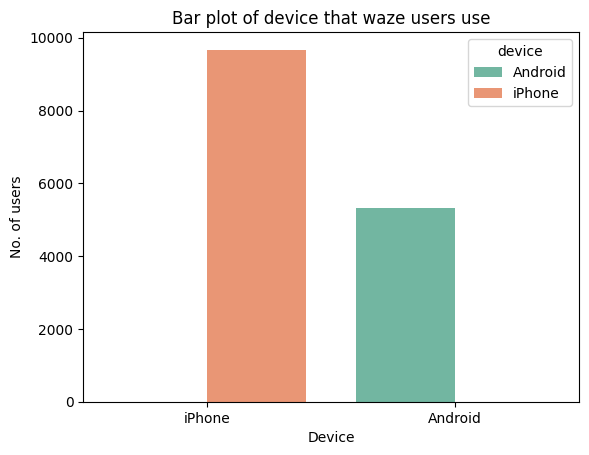 Bar plot of device that waze users use
device
Android
iPhone
No. of users
10000
8000
6000
4000
2000
0
iPhone
Android
Device